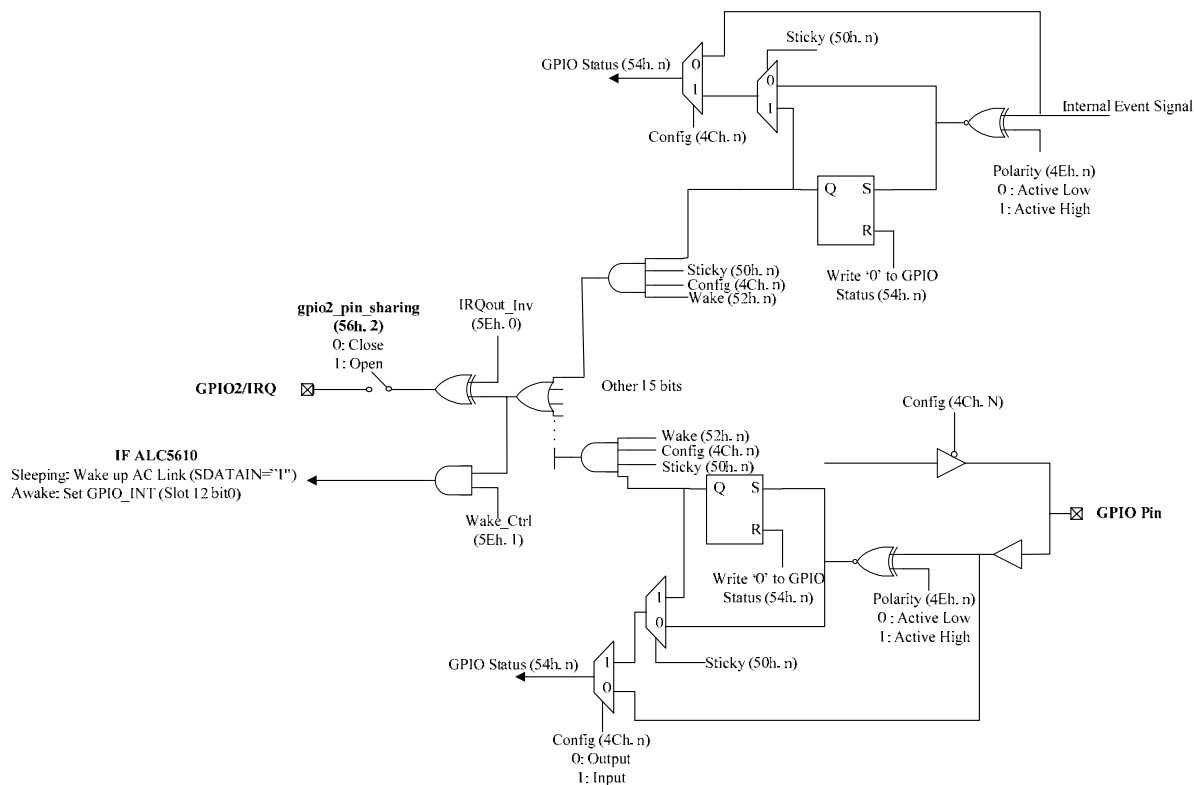 Sticky (50h. n)
GPIO Status (54h. n)
0
1
0
1
Internal Event Signal
Config (4Ch. n)
Polarity (4Eh. n)
0: Active Low
1: Active High
Q
S
R
Write ‘0’ to GPIO
Status (54h. n)
Sticky (50h. n)
Config (4Ch. n)
Wake (52h. n)
gpio2_pin_sharing
(56h. 2)
0: Close
1: Open
IRQout_Inv
(5Eh. 0)
GPIO2/IRQ
Other 15 bits
Config (4Ch. N)
Wake (52h. n)
Config (4Ch. n)
Sticky (50h. n)
IF ALC5610
Sleeping: Wake up AC Link (SDATAIN="1")
Awake: Set GPIO_INT (Slot 12 bit0)
Wake_Ctrl
(5Eh. 1)
Q
S
R
GPIO Pin
Write ‘0’ to GPIO
Status (54h. n)
Polarity (4Eh. n)
0 : Active Low
1: Active High
1
0
Sticky (50h. n)
GPIO Status (54h. n)
1
0
Config (4Ch. n)
0: Output
1: Input